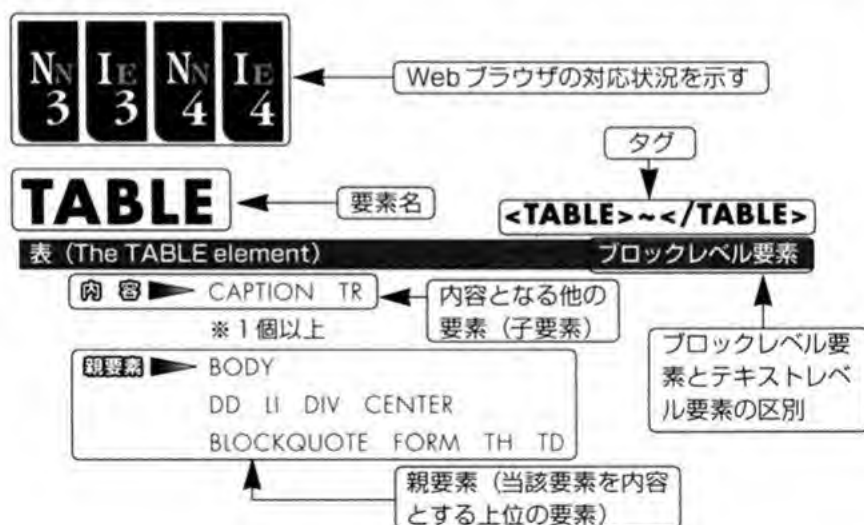 NN 3 IE 3 NN 4 IE 4
Webブラウザの対応状況を示す
タグ
TABLE
要素名
<TABLE>~</TABLE>
表（The TABLE element）
ブロックレベル要素
内容 CAPTION TR
※1個以上
内容となる他の
要素（子要素）
ブロックレベル要
素とテキストレベ
ル要素の区別
親要素 BODY
DD LI DIV CENTER
BLOCKQUOTE FORM TH TD
親要素（当該要素を内容
とする上位の要素）